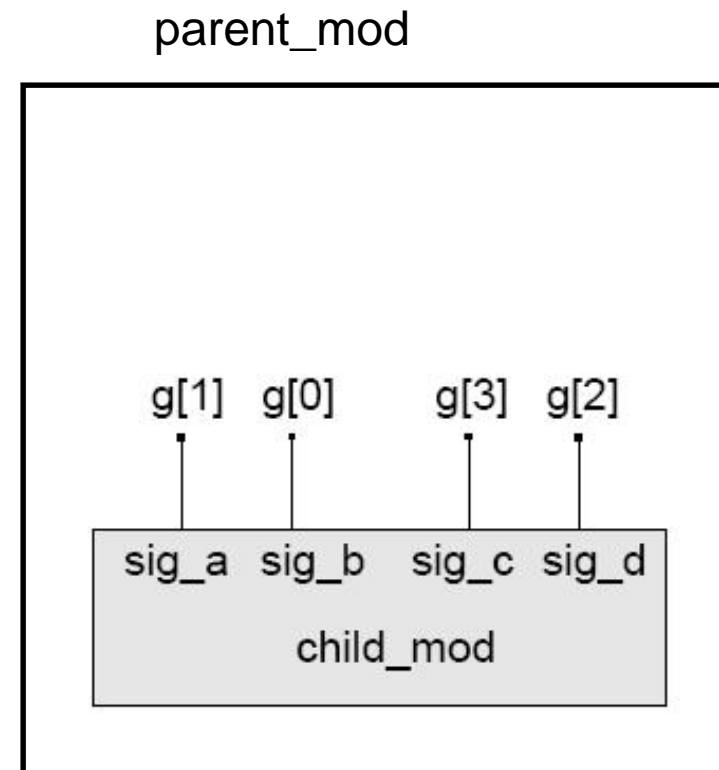 parent_mod
g[1] g[0] g[3] g[2]
sig_a sig_b sig_c sig_d
child_mod